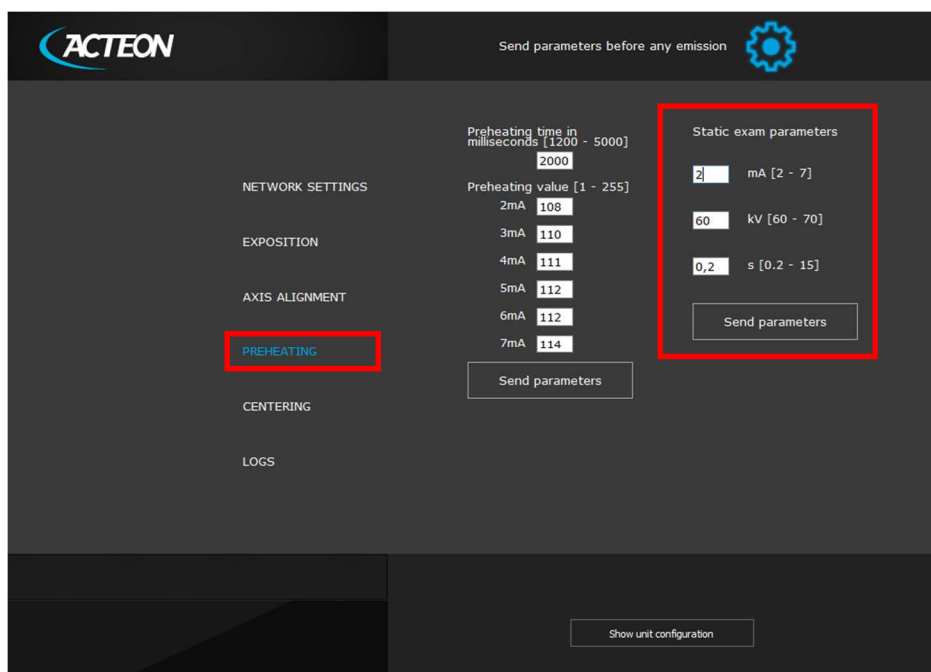 ACTEON
Send parameters before any emission
NETWORK SETTINGS
EXPOSITION
AXIS ALIGNMENT
PREHEATING
CENTERING
LOGS
Preheating time in
milliseconds [1200 - 5000]
2000
Preheating value [1 - 255]
2mA 108
3mA 110
4mA 111
5mA 112
6mA 112
7mA 114
Send parameters
Static exam parameters
2 mA [2 - 7]
60 kV [60 - 70]
0,2 s [0.2 - 15]
Send parameters
Show unit configuration